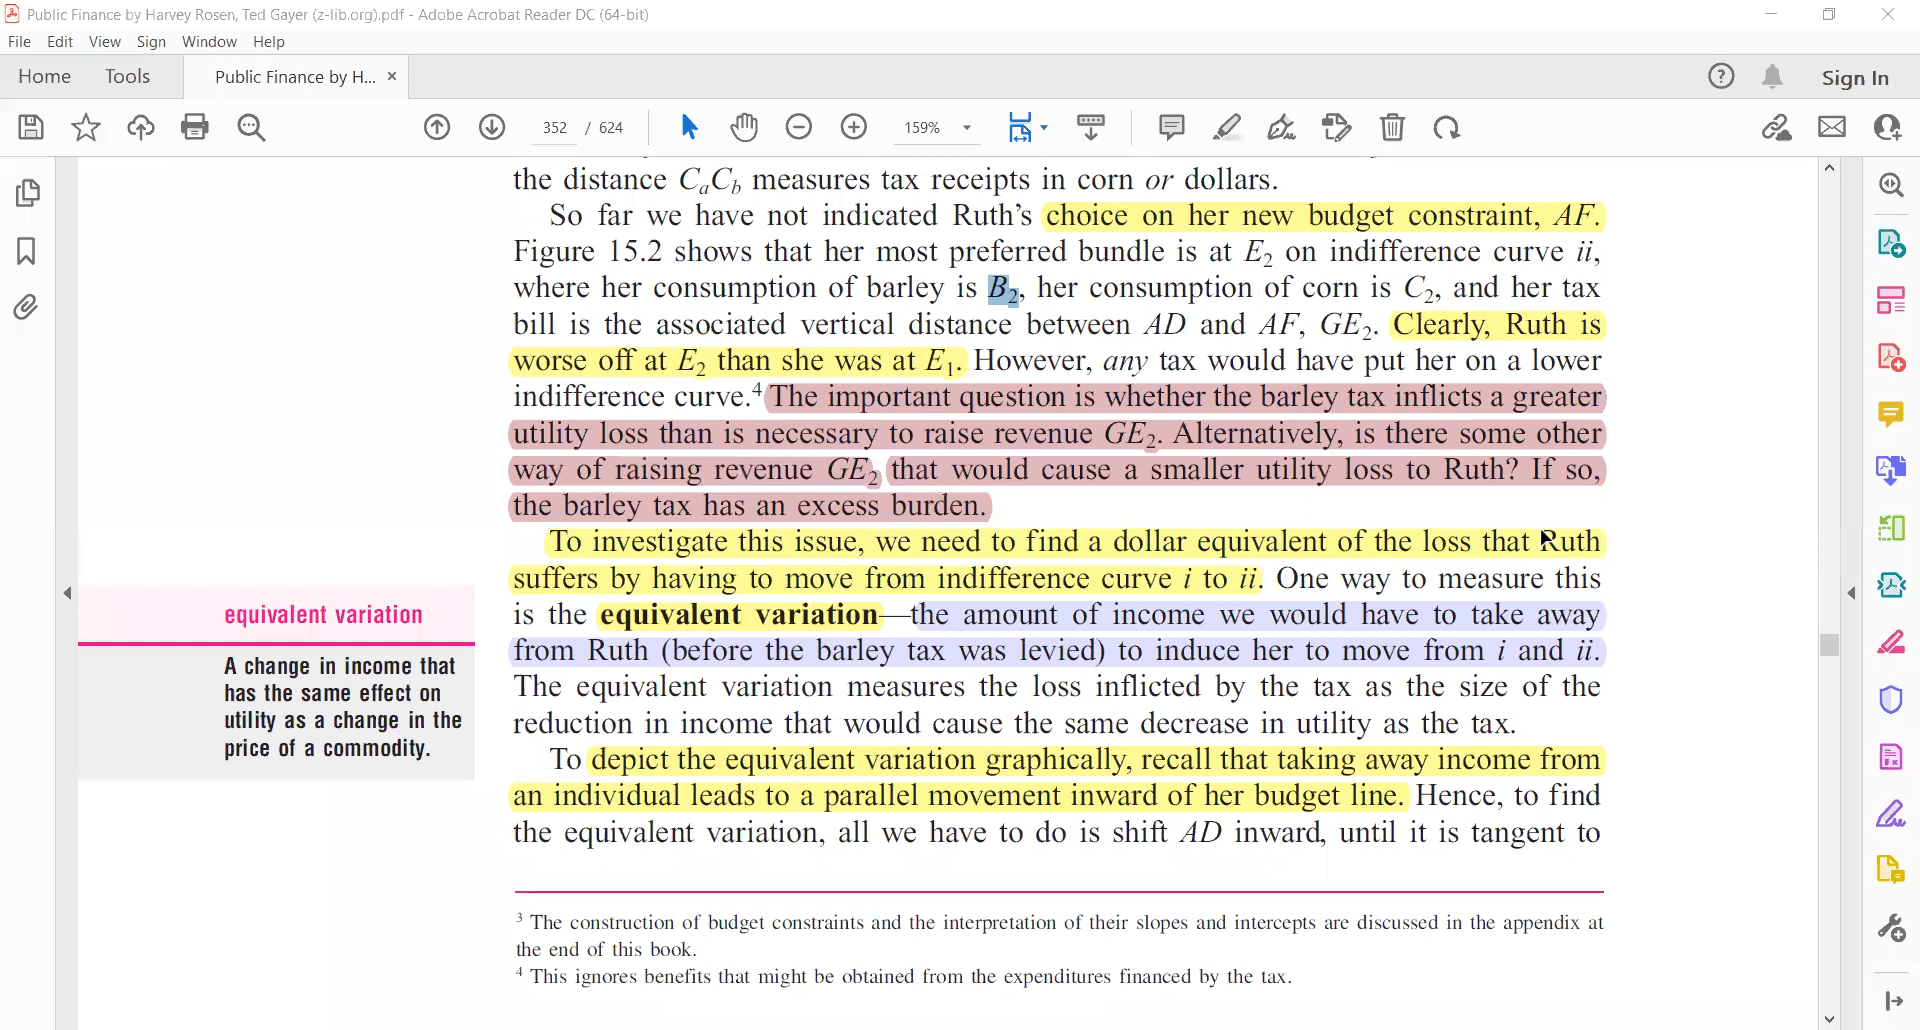 Public Finance by Harvey Rosen, Ted Gayer (z-lib.org).pdf - Adobe Acrobat Reader DC (64-bit)
File Edit View Sign Window Help
Home Tools Public Finance by H... × Sign In
352 / 624 159%
the distance CₐC_b measures tax receipts in corn or dollars.
So far we have not indicated Ruth's choice on her new budget constraint, AF.
Figure 15.2 shows that her most preferred bundle is at E₂ on indifference curve ii,
where her consumption of barley is B₂, her consumption of corn is C₂, and her tax
bill is the associated vertical distance between AD and AF, GE₂. Clearly, Ruth is
worse off at E₂ than she was at E₁. However, any tax would have put her on a lower
indifference curve.⁴ The important question is whether the barley tax inflicts a greater
utility loss than is necessary to raise revenue GE₂. Alternatively, is there some other
way of raising revenue GE₂ that would cause a smaller utility loss to Ruth? If so,
the barley tax has an excess burden.
To investigate this issue, we need to find a dollar equivalent of the loss that Ruth
suffers by having to move from indifference curve i to ii. One way to measure this
is the equivalent variation—the amount of income we would have to take away
from Ruth (before the barley tax was levied) to induce her to move from i and ii.
The equivalent variation measures the loss inflicted by the tax as the size of the
reduction in income that would cause the same decrease in utility as the tax.
To depict the equivalent variation graphically, recall that taking away income from
an individual leads to a parallel movement inward of her budget line. Hence, to find
the equivalent variation, all we have to do is shift AD inward, until it is tangent to
equivalent variation
A change in income that
has the same effect on
utility as a change in the
price of a commodity.
³ The construction of budget constraints and the interpretation of their slopes and intercepts are discussed in the appendix at
the end of this book.
⁴ This ignores benefits that might be obtained from the expenditures financed by the tax.